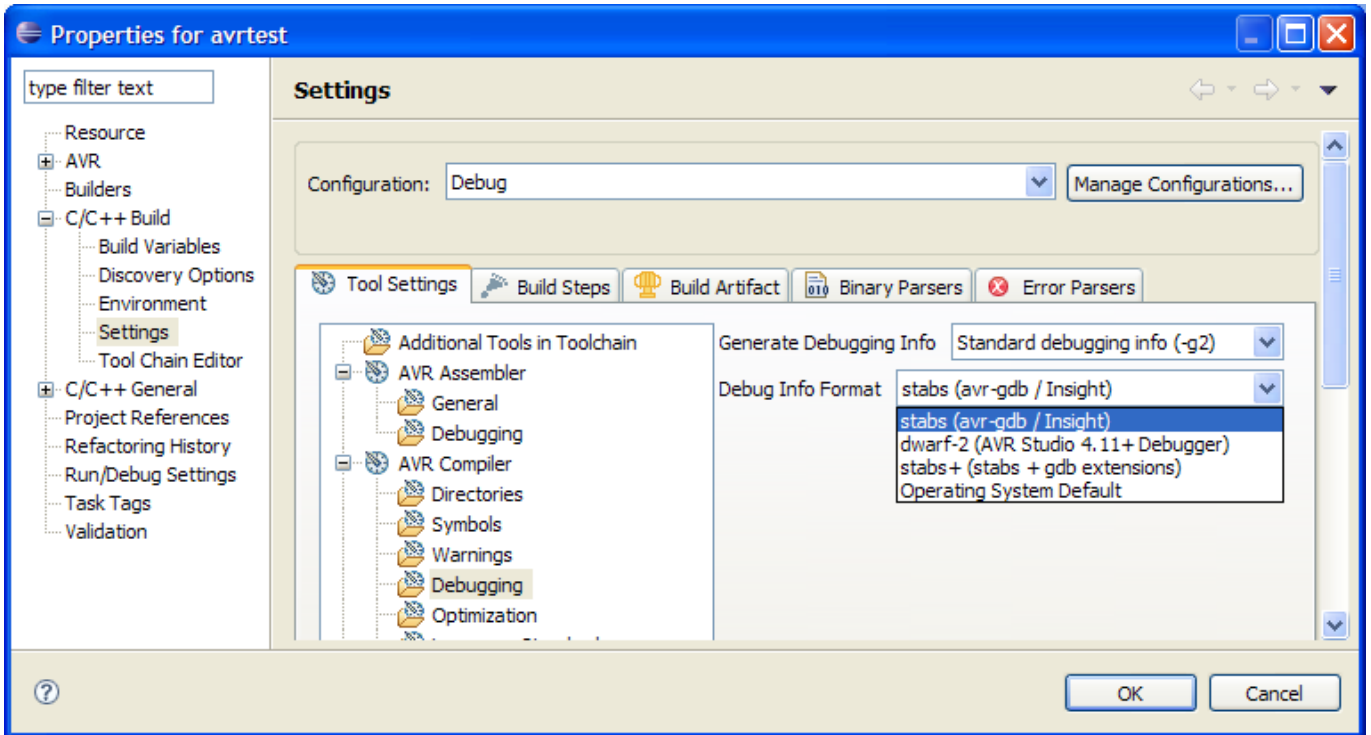 Properties for avrtest
type filter text
Settings
Resource
AVR
Builders
C/C++ Build
Build Variables
Discovery Options
Environment
Settings
Tool Chain Editor
C/C++ General
Project References
Refactoring History
Run/Debug Settings
Task Tags
Validation
Configuration: Debug Manage Configurations...
Tool Settings Build Steps Build Artifact 010 Binary Parsers Error Parsers
Additional Tools in Toolchain
AVR Assembler
General
Debugging
AVR Compiler
Directories
Symbols
Warnings
Debugging
Optimization
Generate Debugging Info Standard debugging info (-g2)
Debug Info Format stabs (avr-gdb / Insight)
stabs (avr-gdb / Insight)
dwarf-2 (AVR Studio 4.11+ Debugger)
stabs+ (stabs + gdb extensions)
Operating System Default
? OK Cancel